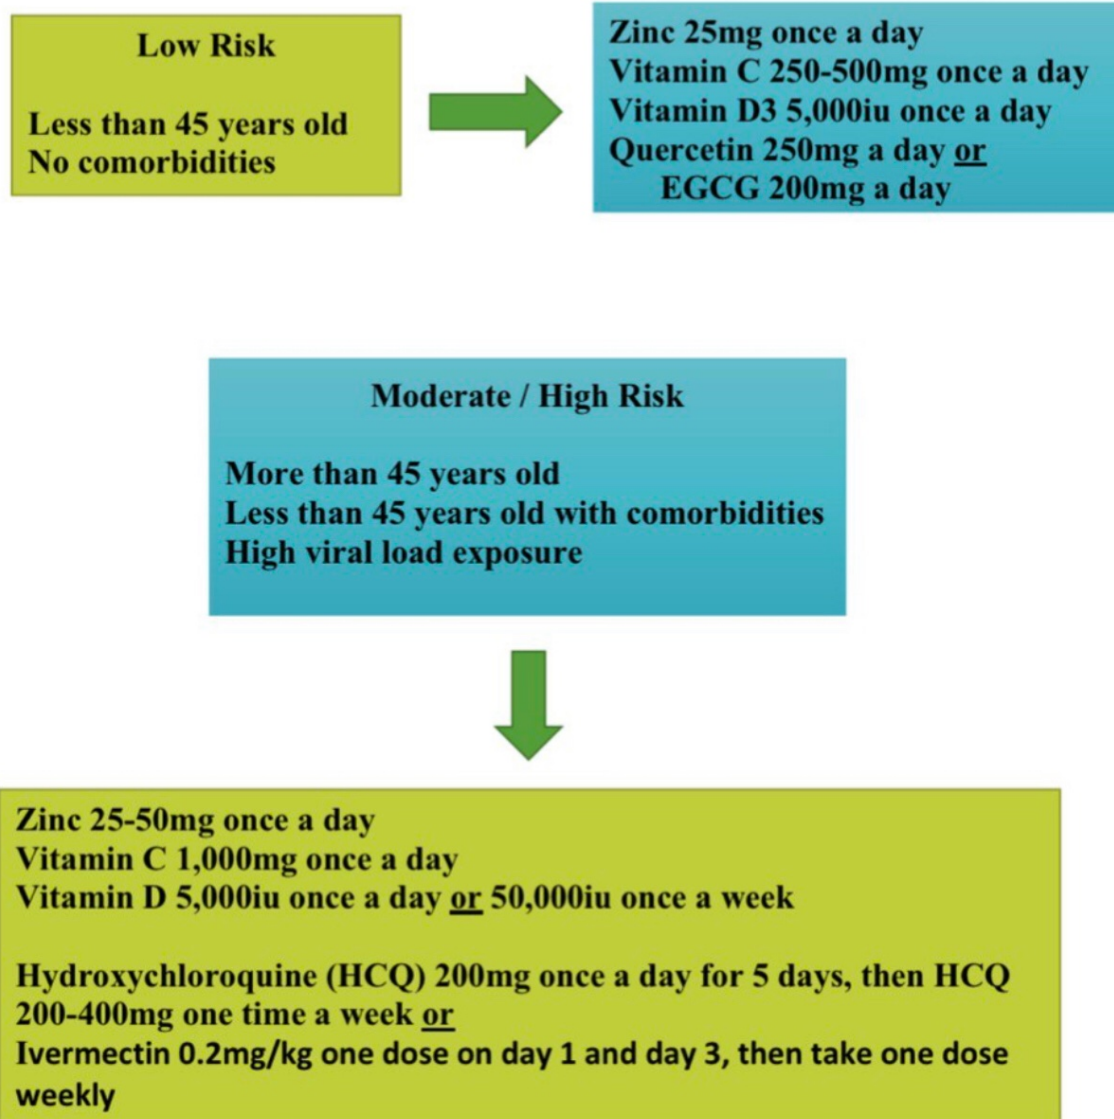 Low Risk
Less than 45 years old
No comorbidities
Zinc 25mg once a day
Vitamin C 250-500mg once a day
Vitamin D3 5,000iu once a day
Quercetin 250mg a day or
EGCG 200mg a day
Moderate / High Risk
More than 45 years old
Less than 45 years old with comorbidities
High viral load exposure
Zinc 25-50mg once a day
Vitamin C 1,000mg once a day
Vitamin D 5,000iu once a day or 50,000iu once a week
Hydroxychloroquine (HCQ) 200mg once a day for 5 days, then HCQ
200-400mg one time a week or
Ivermectin 0.2mg/kg one dose on day 1 and day 3, then take one dose
weekly